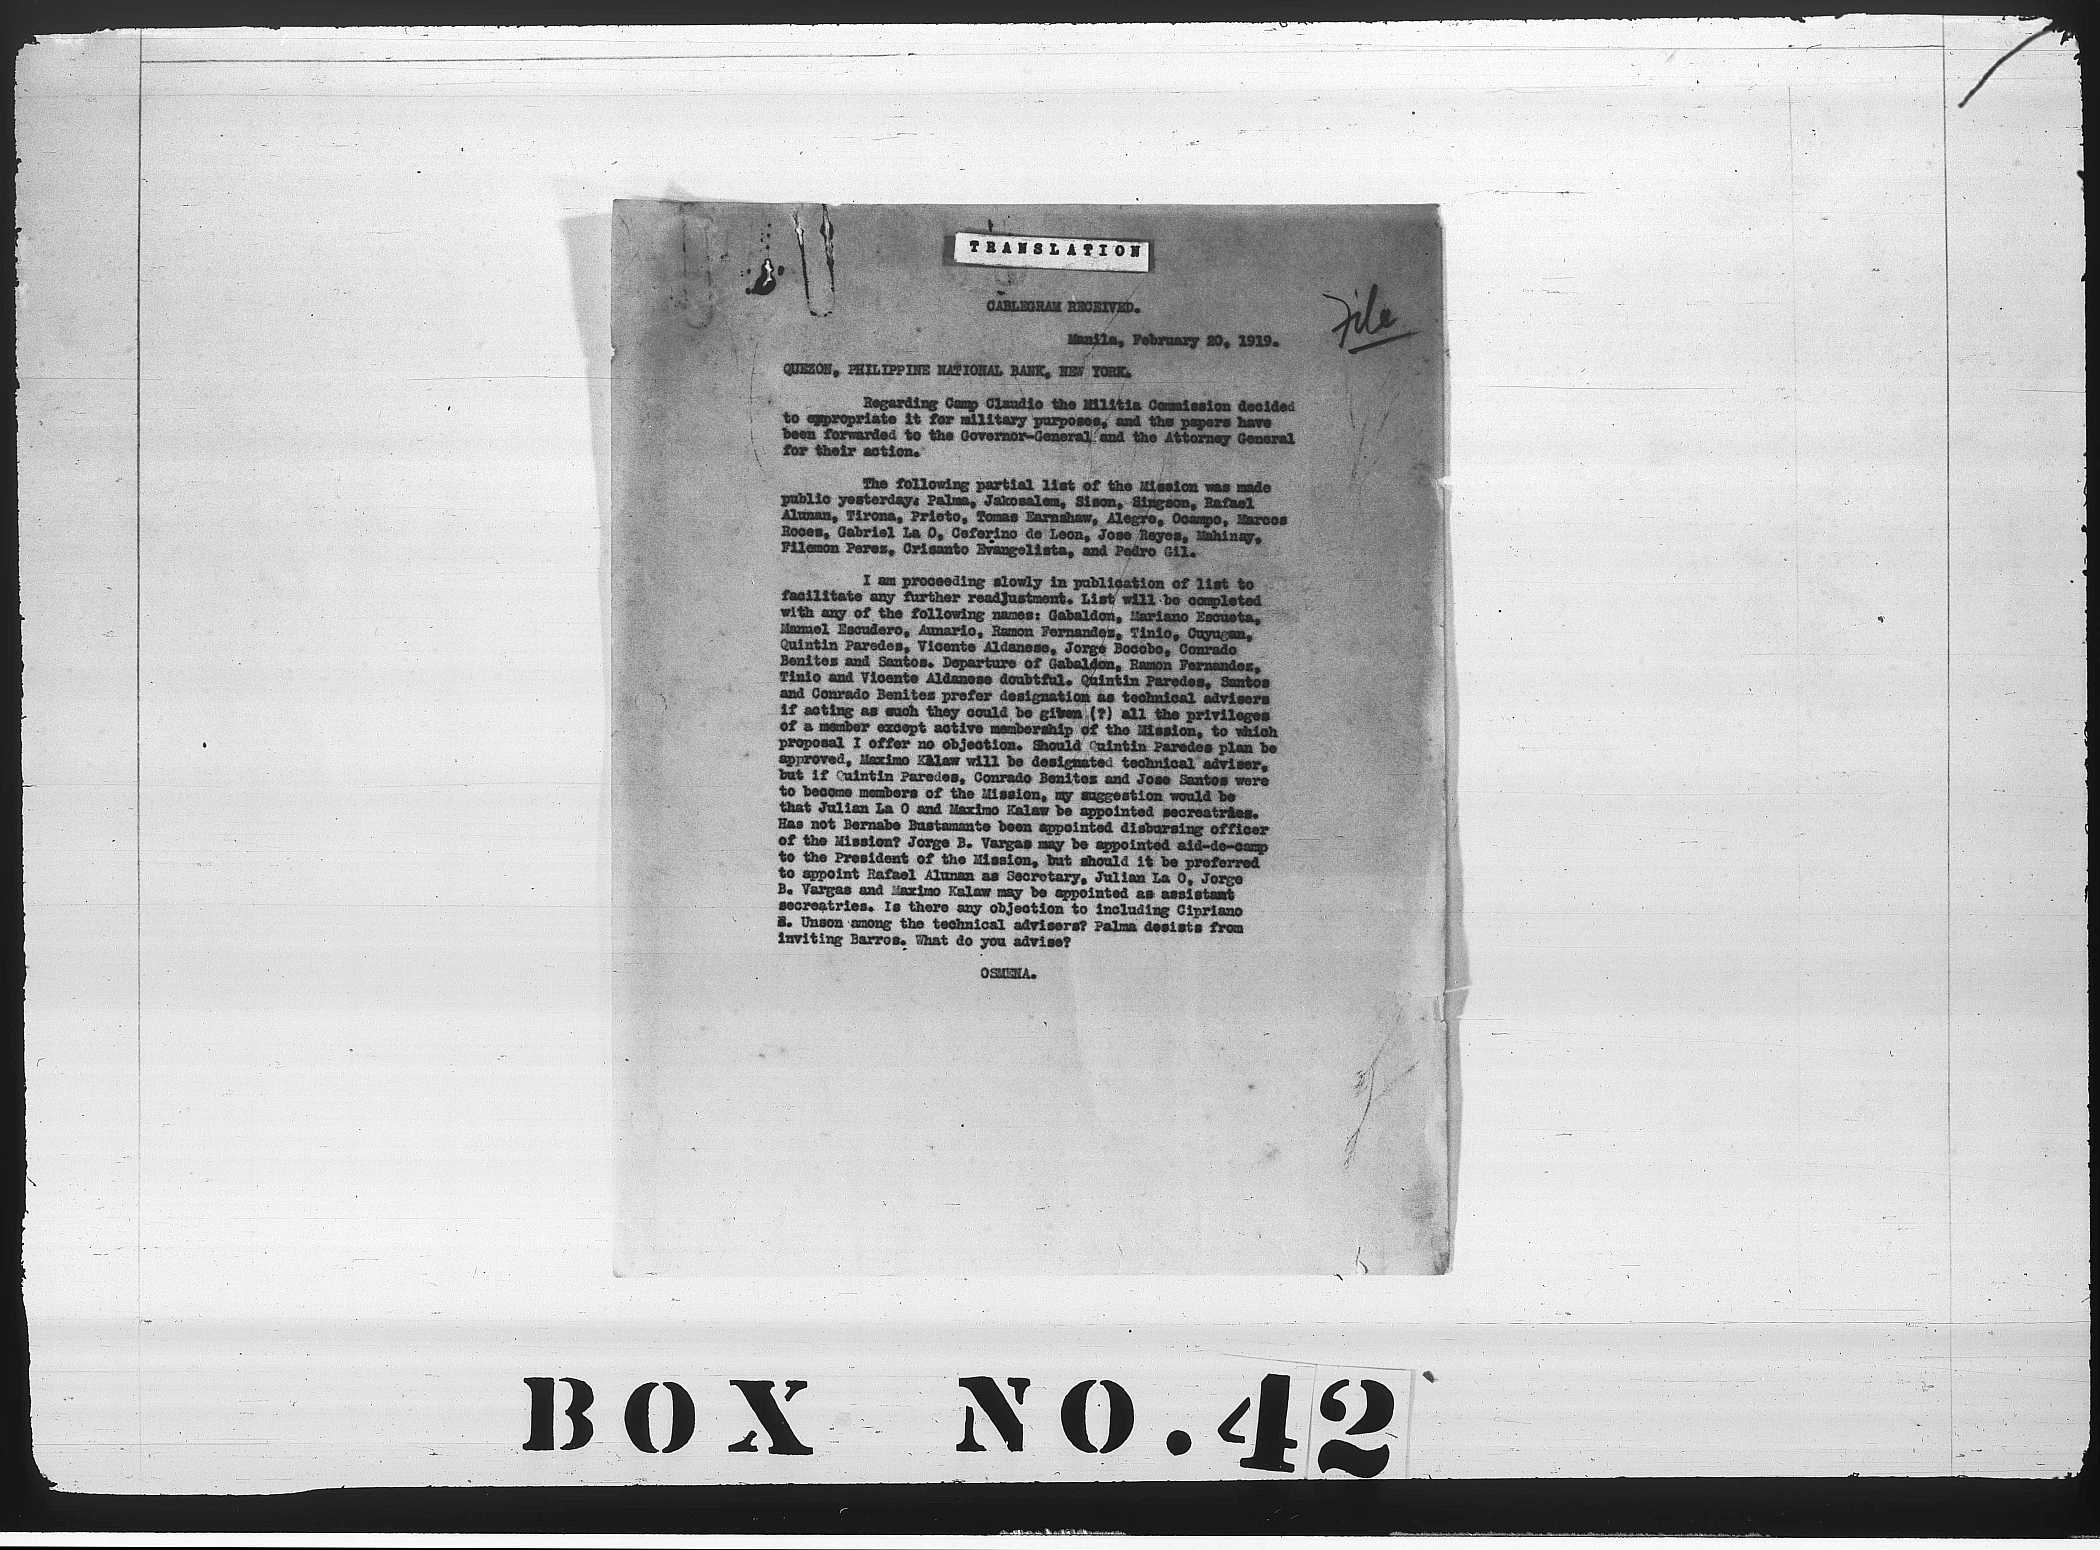 TRANSLATION
CABLEGRAM RECEIVED.
File
Manila, February 20, 1919.
QUEZON, PHILIPPINE NATIONAL BANK, NEW YORK.
Regarding Camp Claudio the Militia Commission decided
to appropriate it for military purposes, and the papers have
been forwarded to the Governor-General and the Attorney General
for their action.
The following partial list of the Mission was made
public yesterday: Palma, Jakosalem, Sison, Singson, Rafael
Alunan, Tirona, Prieto, Tomas Earnshaw, Alegre, Ocampo, Marcos
Roces, Gabriel La O, Ceferino de Leon, Jose Reyes, Mahinay,
Filemon Perez, Crisanto Evangelista, and Pedro Gil.
I am proceeding slowly in publication of list to
facilitate any further readjustment. List will be completed
with any of the following names: Gabaldon, Mariano Escueta,
Manuel Escudero, Aunario, Ramon Fernandez, Tinio, Cuyugan,
Quintin Paredes, Vicente Aldanese, Jorge Bocobo, Conrado
Benitez and Santos. Departure of Gabaldon, Ramon Fernandez,
Tinio and Vicente Aldanese doubtful. Quintin Paredes, Santos
and Conrado Benitez prefer designation as technical advisers
if acting as such they could be given (?) all the privileges
of a member except active membership of the Mission, to which
proposal I offer no objection. Should Quintin Paredes plan be
approved, Maximo Kalaw will be designated technical adviser,
but if Quintin Paredes, Conrado Benitez and Jose Santos were
to become members of the Mission, my suggestion would be
that Julian La O and Maximo Kalaw be appointed secreatries.
Has not Bernabe Bustamante been appointed disbursing officer
of the Mission? Jorge B. Vargas may be appointed aid-de-camp
to the President of the Mission, but should it be preferred
to appoint Rafael Alunan as Secretary, Julian La O, Jorge
B. Vargas and Maximo Kalaw may be appointed as assistant
secreatries. Is there any objection to including Cipriano
E. Unson among the technical advisers? Palma desists from
inviting Barros. What do you advise?
OSMENA.
BOX NO. 42